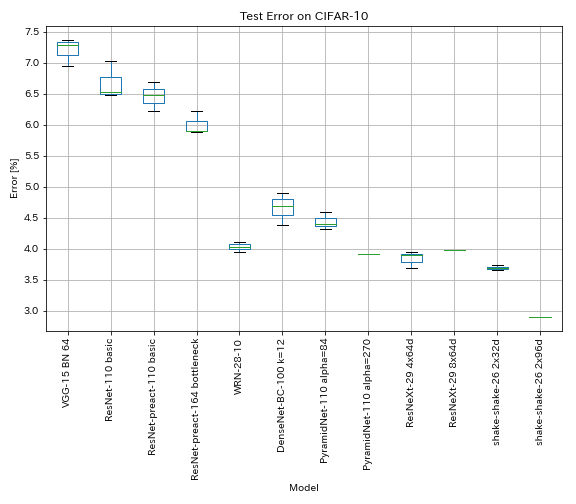 Test Error on CIFAR-10
Error [%]
7.5
7.0
6.5
6.0
5.5
5.0
4.5
4.0
3.5
3.0
VGG-15 BN 64
ResNet-110 basic
ResNet-preact-110 basic
ResNet-preact-164 bottleneck
WRN-28-10
DenseNet-BC-100 k=12
PyramidNet-110 alpha=84
PyramidNet-110 alpha=270
ResNeXt-29 4x64d
ResNeXt-29 8x64d
shake-shake-26 2x32d
shake-shake-26 2x96d
Model